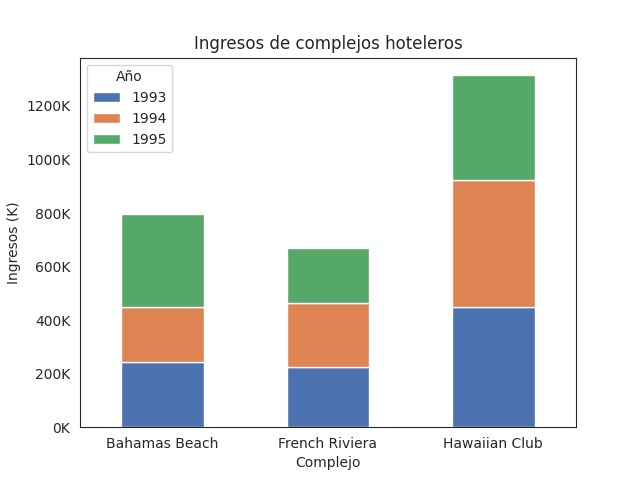 Ingresos de complejos hoteleros
Año
1993
1994
1995
1200K
1000K
800K
600K
400K
200K
0K
Ingresos (K)
Bahamas Beach
French Riviera
Hawaiian Club
Complejo